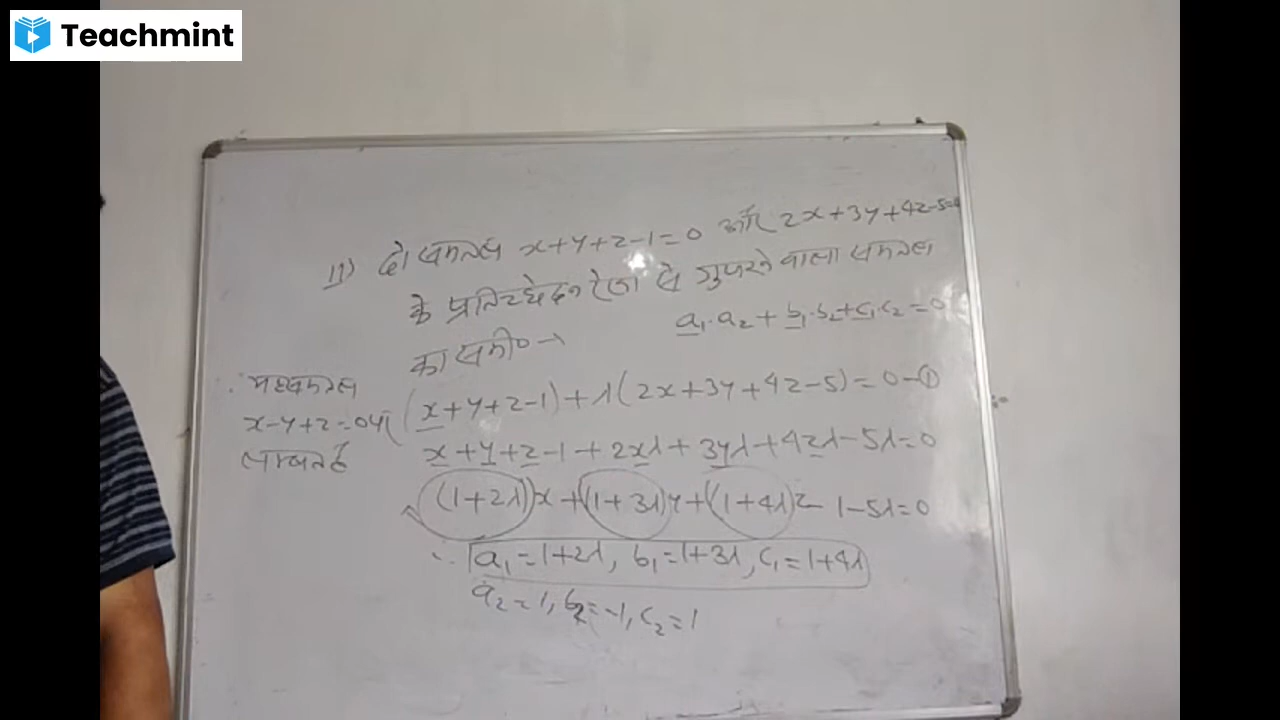 Teachmint
11) दो समतल x+y+z-1=0 और 2x+3y+4z-5=0
के प्रतिच्छेदन रेखा से गुजरने वाला समतल
का समी० →
a₁·a₂ + b₁·b₂ + c₁·c₂ = 0
यह समतल
x-y+z=0 पर
लम्बवत है
(x+y+z-1) + λ(2x+3y+4z-5) = 0 — ①
x+y+z-1+2xλ+3yλ+4zλ-5λ=0
(1+2λ)x+(1+3λ)y+(1+4λ)z-1-5λ=0
∴ a₁=1+2λ, b₁=1+3λ, c₁=1+4λ
a₂=1, b₂=-1, c₂=1